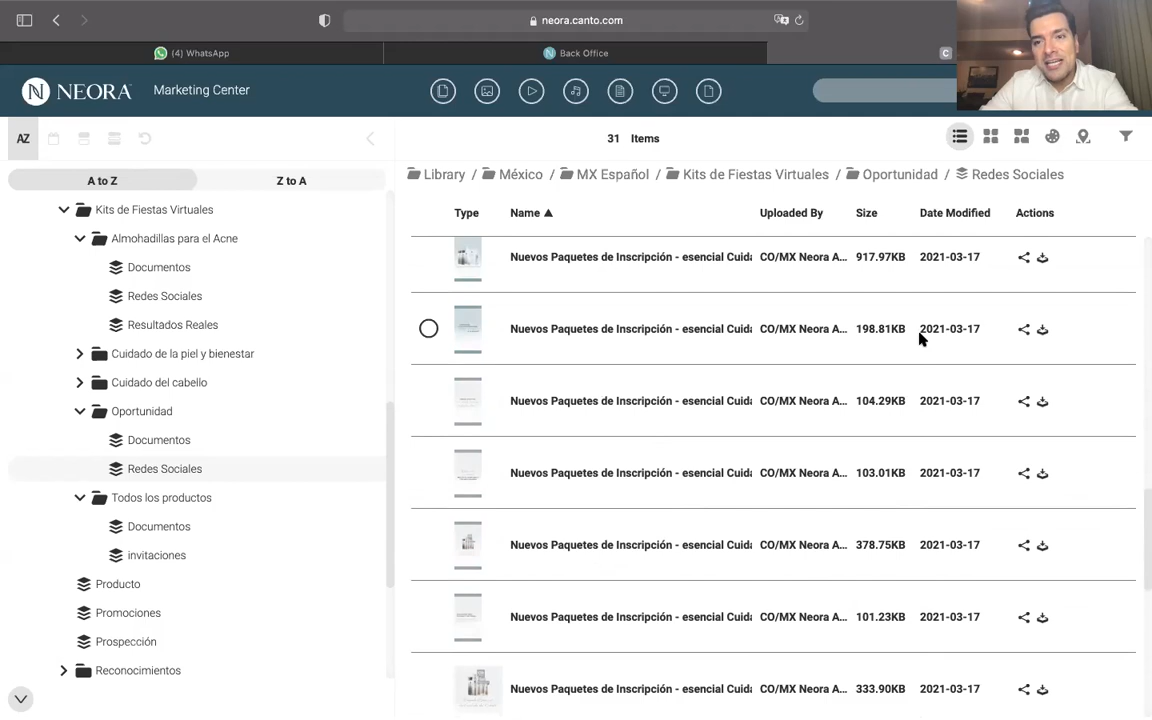 neora.canto.com
(4) WhatsApp
Back Office
C
NEORA
Marketing Center
AZ
31 Items
A to Z
Z to A
Library / México / MX Español / Kits de Fiestas Virtuales / Oportunidad / Redes Sociales
Type Name Uploaded By Size Date Modified Actions
Kits de Fiestas Virtuales
Almohadillas para el Acne
Documentos
Redes Sociales
Resultados Reales
Cuidado de la piel y bienestar
Cuidado del cabello
Oportunidad
Documentos
Redes Sociales
Todos los productos
Documentos
invitaciones
Producto
Promociones
Prospección
Reconocimientos
Nuevos Paquetes de Inscripción - esencial Cuida CO/MX Neora A... 917.97KB 2021-03-17
Nuevos Paquetes de Inscripción - esencial Cuida CO/MX Neora A... 198.81KB 2021-03-17
Nuevos Paquetes de Inscripción - esencial Cuida CO/MX Neora A... 104.29KB 2021-03-17
Nuevos Paquetes de Inscripción - esencial Cuida CO/MX Neora A... 103.01KB 2021-03-17
Nuevos Paquetes de Inscripción - esencial Cuida CO/MX Neora A... 378.75KB 2021-03-17
Nuevos Paquetes de Inscripción - esencial Cuida CO/MX Neora A... 101.23KB 2021-03-17
Nuevos Paquetes de Inscripción - esencial Cuida CO/MX Neora A... 333.90KB 2021-03-17